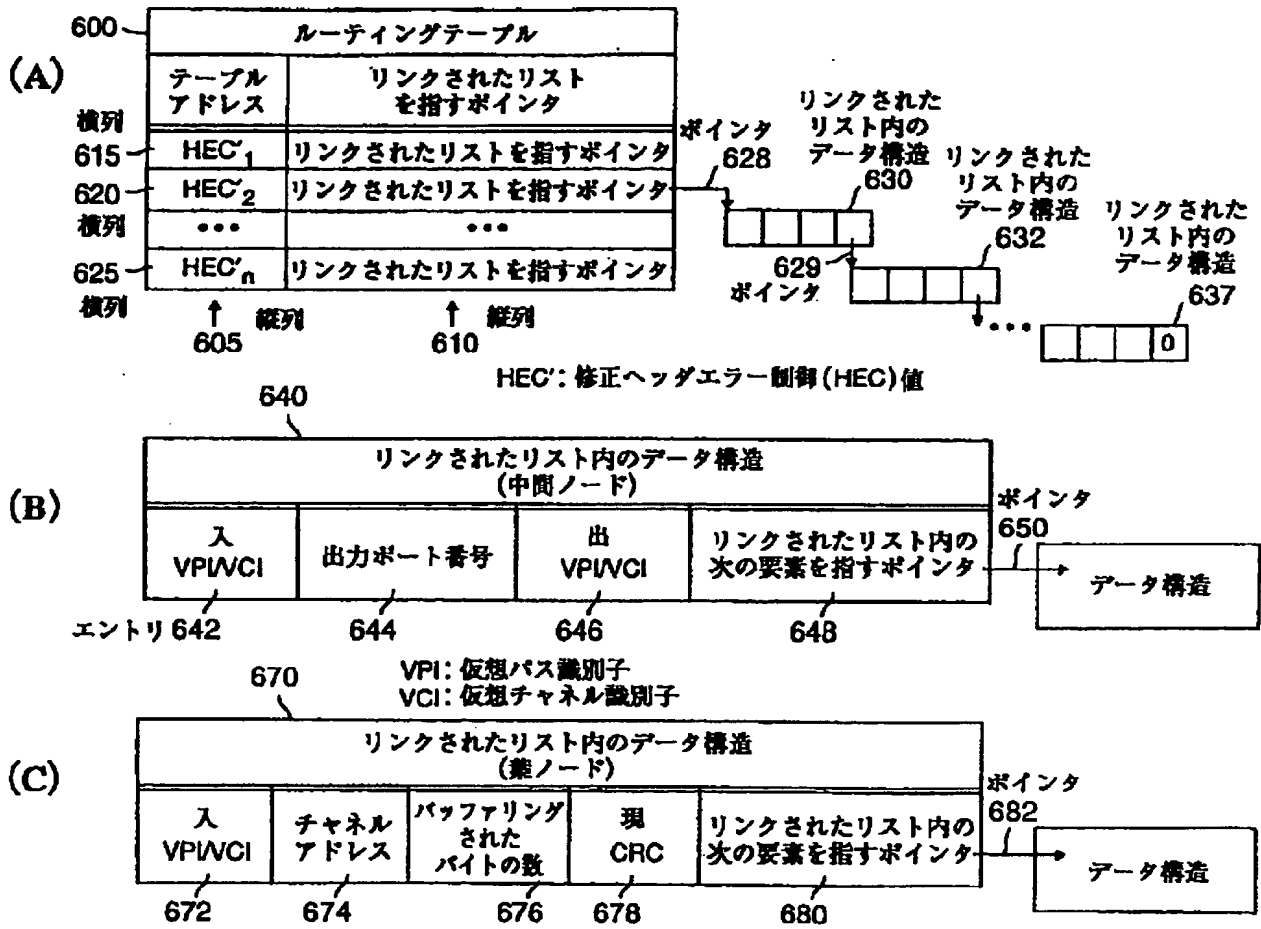 (A)
600
ルーティングテーブル
テーブル
アドレス
リンクされたリスト
を指すポインタ
横列
615
HEC'1
リンクされたリストを指すポインタ
620
HEC'2
リンクされたリストを指すポインタ
横列
•••
•••
625
HEC'n
リンクされたリストを指すポインタ
横列
605
縦列
610
縦列
ポインタ
628
リンクされた
リスト内の
データ構造
630
629
ポインタ
リンクされた
リスト内の
データ構造
632
•••
リンクされた
リスト内の
データ構造
637
0
HEC': 修正ヘッダエラー制御(HEC)値
(B)
640
リンクされたリスト内のデータ構造
(中間ノード)
入
VPI/VCI
出力ポート番号
出
VPI/VCI
リンクされたリスト内の
次の要素を指すポインタ
ポインタ
650
データ構造
エントリ 642
644
646
648
VPI: 仮想パス識別子
VCI: 仮想チャネル識別子
(C)
670
リンクされたリスト内のデータ構造
(葉ノード)
入
VPI/VCI
チャネル
アドレス
バッファリング
された
バイトの数
現
CRC
リンクされたリスト内の
次の要素を指すポインタ
ポインタ
682
データ構造
672
674
676
678
680